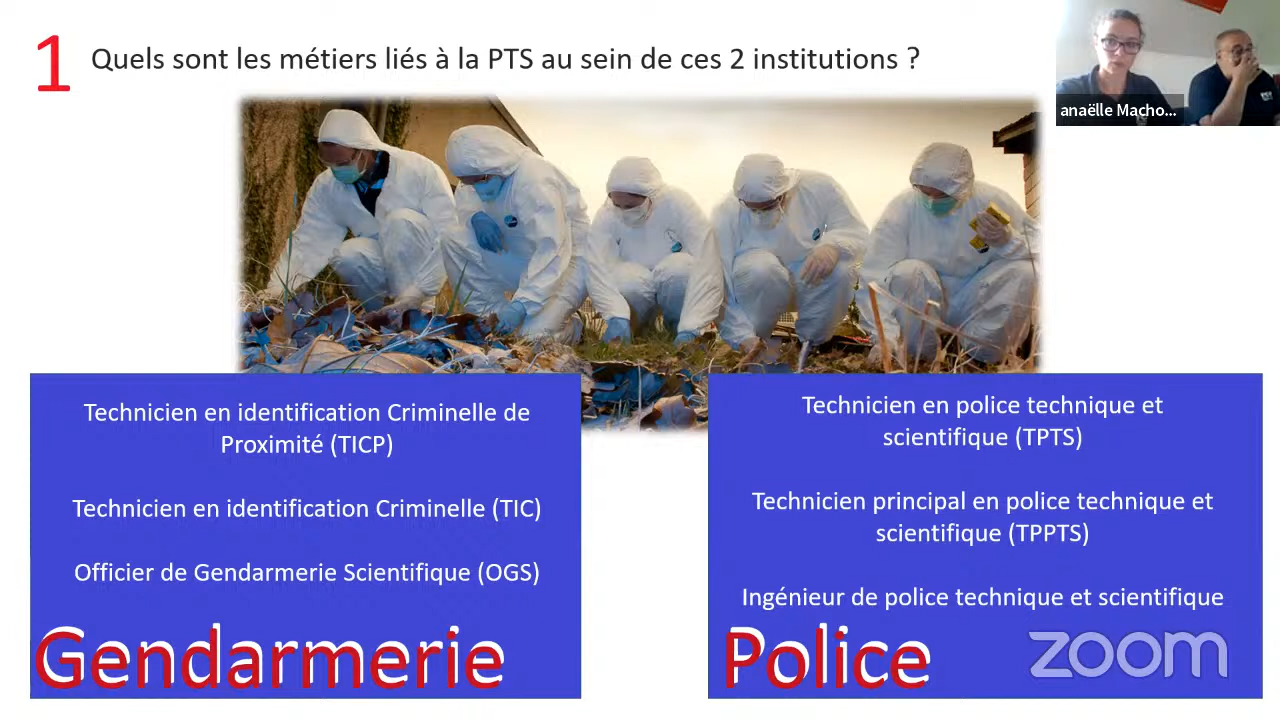 1
Quels sont les métiers liés à la PTS au sein de ces 2 institutions ?
anaëlle Macho...
Technicien en identification Criminelle de
Proximité (TICP)
Technicien en identification Criminelle (TIC)
Officier de Gendarmerie Scientifique (OGS)
Gendarmerie
Technicien en police technique et
scientifique (TPTS)
Technicien principal en police technique et
scientifique (TPPTS)
Ingénieur de police technique et scientifique
Police
zoom